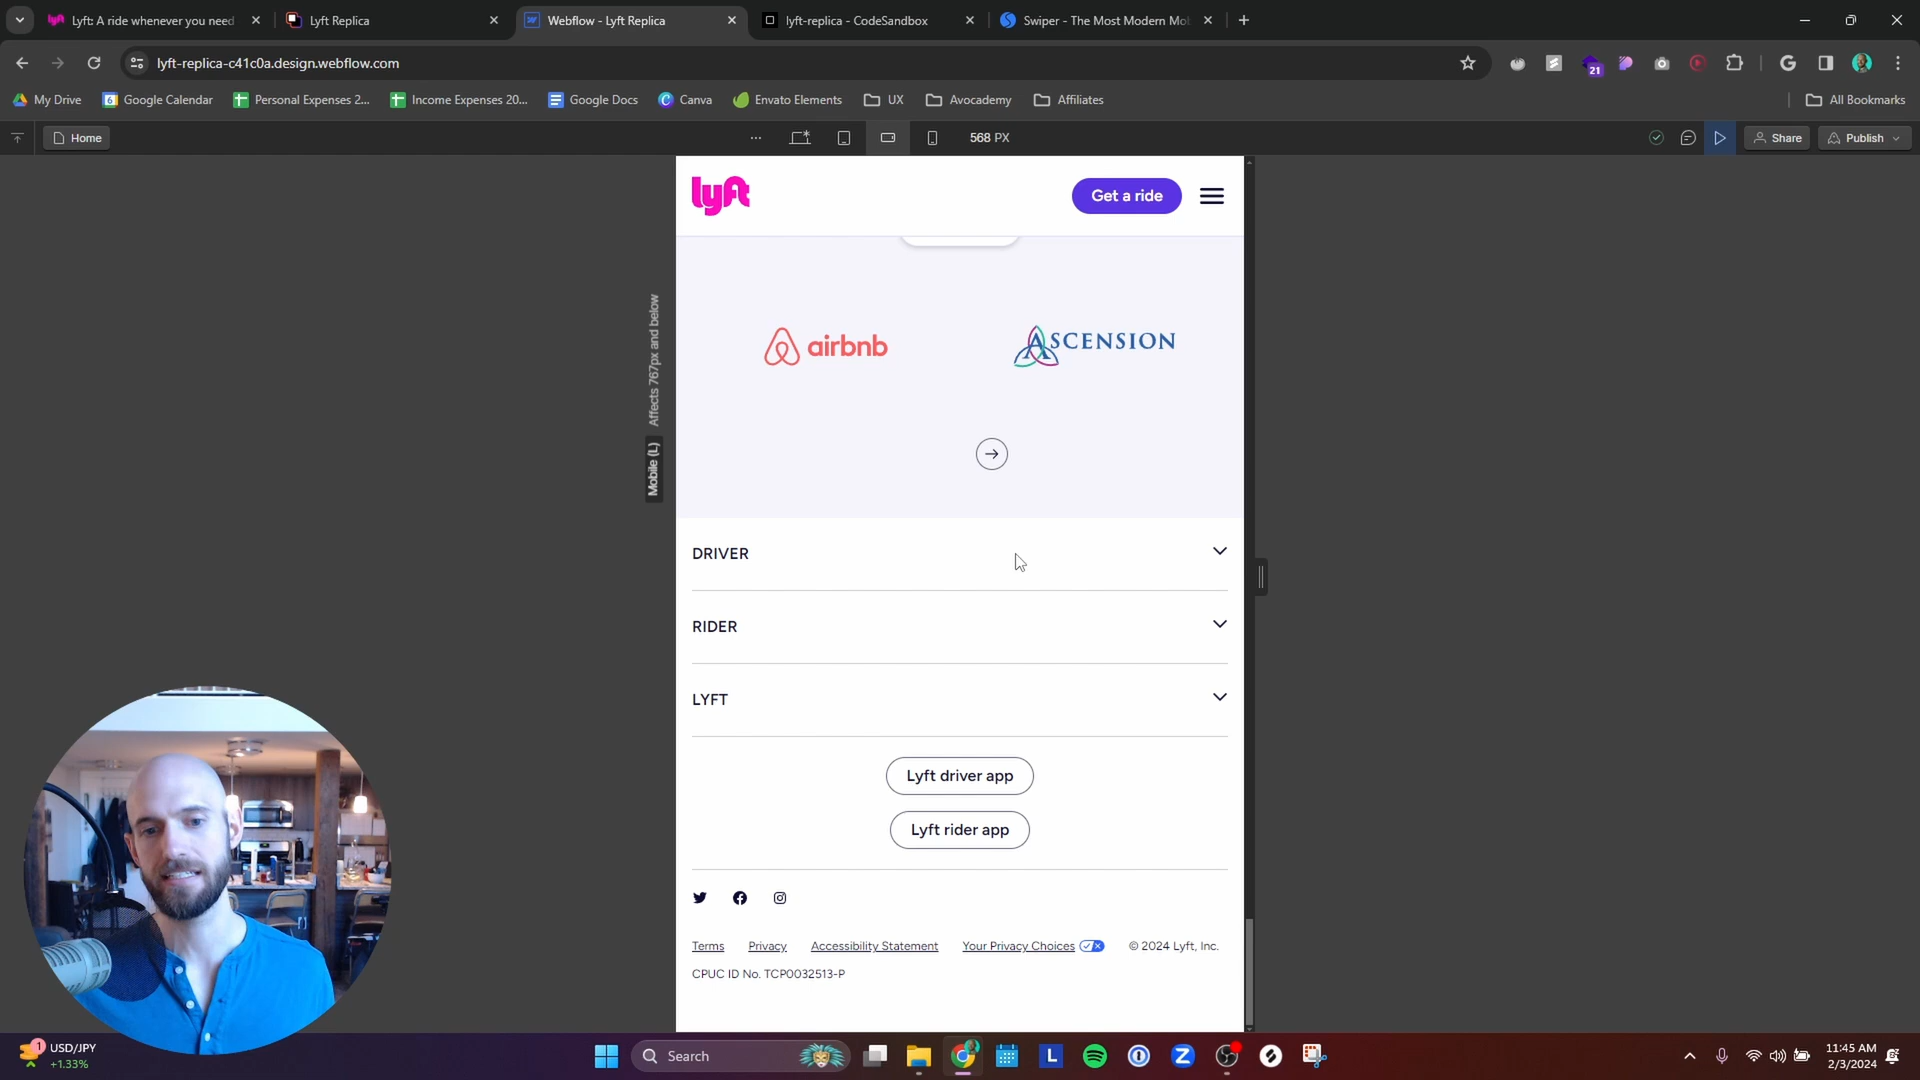 Lyft: A ride whenever you need
Lyft Replica
Webflow - Lyft Replica
lyft-replica - CodeSandbox
Swiper - The Most Modern Mo
lyft-replica-c41c0a.design.webflow.com
21
My Drive
Google Calendar
Personal Expenses 2...
Income Expenses 20...
Google Docs
Canva
Envato Elements
UX
Avocademy
Affiliates
All Bookmarks
Home
568 PX
Share
Publish
lyft
Get a ride
Mobile (L) Affects 767px and below
airbnb
ASCENSION
DRIVER
RIDER
LYFT
Lyft driver app
Lyft rider app
Terms Privacy Accessibility Statement Your Privacy Choices © 2024 Lyft, Inc.
CPUC ID No. TCP0032513-P
1
USD/JPY
+1.33%
Search
L
11:45 AM
2/3/2024